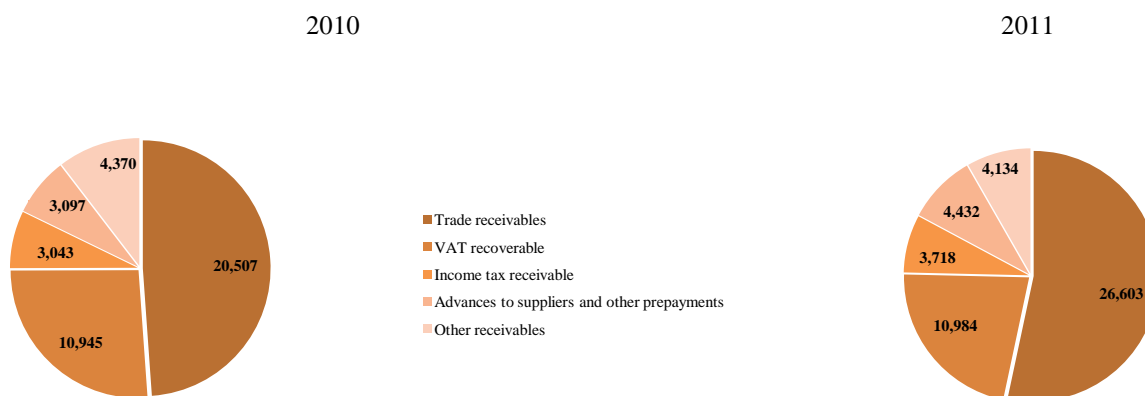 2010
2011
4,370
3,097
3,043
20,507
10,945
Trade receivables
VAT recoverable
Income tax receivable
Advances to suppliers and other prepayments
Other receivables
4,134
4,432
3,718
26,603
10,984